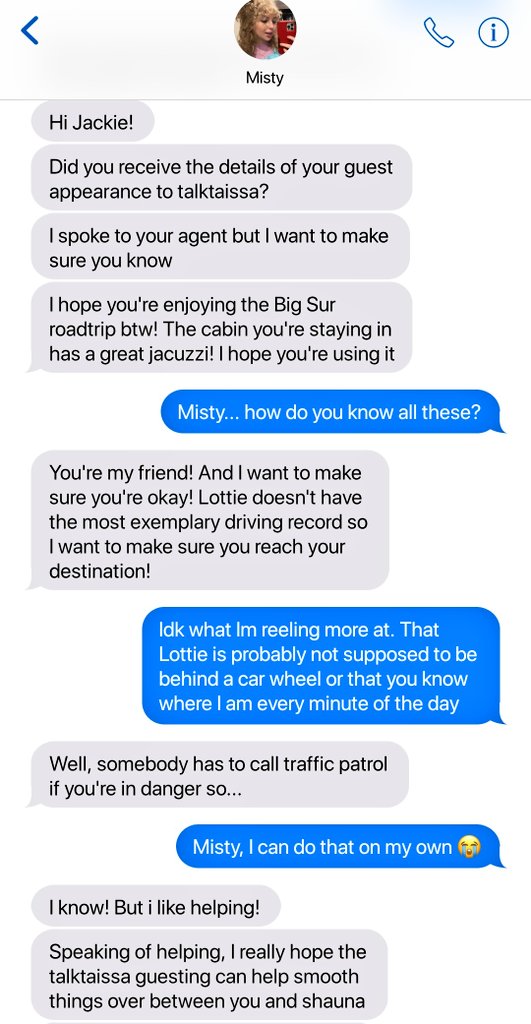 Misty
Hi Jackie!
Did you receive the details of your guest
appearance to talktaissa?
I spoke to your agent but I want to make
sure you know
I hope you're enjoying the Big Sur
roadtrip btw! The cabin you're staying in
has a great jacuzzi! I hope you're using it
Misty... how do you know all these?
You're my friend! And I want to make
sure you're okay! Lottie doesn't have
the most exemplary driving record so
I want to make sure you reach your
destination!
Idk what Im reeling more at. That
Lottie is probably not supposed to be
behind a car wheel or that you know
where I am every minute of the day
Well, somebody has to call traffic patrol
if you're in danger so...
Misty, I can do that on my own 😭
I know! But i like helping!
Speaking of helping, I really hope the
talktaissa guesting can help smooth
things over between you and shauna